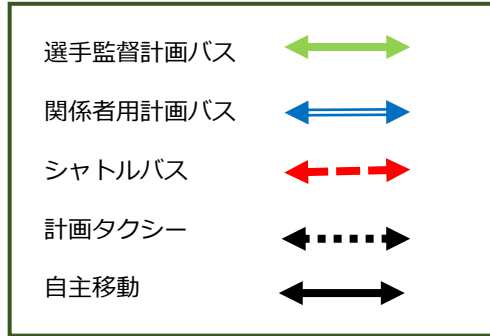 選手監督計画バス
関係者用計画バス
シャトルバス
計画タクシー
自主移動